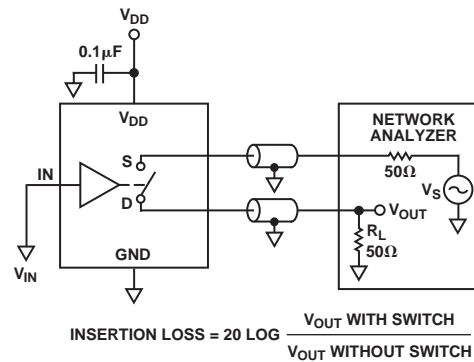 VDD
0.1µF
VDD
NETWORK
ANALYZER
IN
S
50Ω
VS
D
VOUT
RL
50Ω
GND
VIN
INSERTION LOSS = 20 LOG VOUT WITH SWITCH
VOUT WITHOUT SWITCH